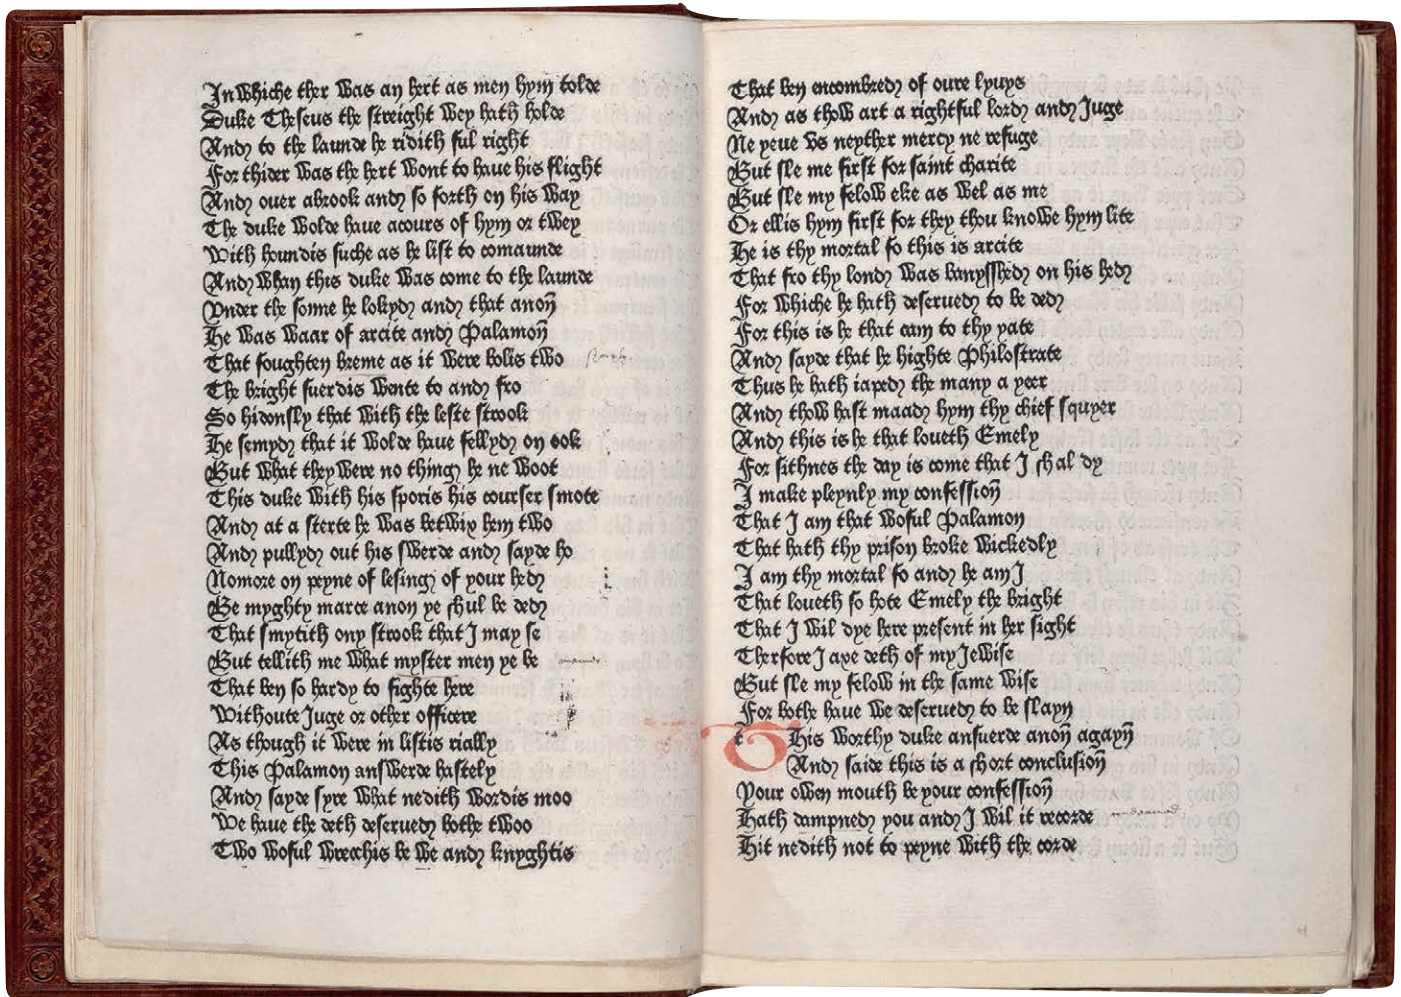 In whiche ther was an hert as men hym tolde
Duke Theseus the streight wey hath holde
And to the launde he ridith ful right
For thider was the hert wont to haue his flight
And ouer abrook and so forth on his way
The duke wolde haue acours of hym or twey
With houndis suche as he list to comaunde
And whan this duke was come to the launde
Vnder the sonne he lokyd and that anon
He was waar of arcite and Palamon
That foughten breme as it were bolis two
The bright suerdis wente to and fro
So hidously that with the leste strook
He semyd that it wolde haue fellyd on ook
But what they were no thing he ne woot
This duke with his sporis his courser smote
And at a sterte he was betwix hem two
And pullyd out his swerde and sayde ho
Nomore on peyne of lesing of your hed
Be myghty marce anon ye shul be ded
That smytith ony strook that I may se
But tellith me what myster men ye be
That ben so hardy to fighte here
Withoute Juge or other officere
As though it were in listis rially
This Palamon answerde hastely
And sayde syre what nedith wordis moo
We haue the deth deserued bothe twoo
Two woful wrecchis be we and knyghtis
That ben encombred of oure lyuys
And as thow art a rightful lord and Juge
Ne yeue vs neyther mercy ne refuge
But sle me first for saint charite
But sle my felow eke as wel as me
Or ellis hym first for they thou knowe hym lite
He is thy mortal fo this is arcite
That fro thy lond was banysshed on his hed
For whiche he hath deserued to be ded
For this is he that cam to thy yate
And sayde that he highte Philostrate
Thus he hath iaped the many a yeer
And thow hast maad hym thy chief squyer
And this is he that loueth Emely
For sithnes the day is come that I shal dy
I make pleynly my confession
That I am that woful Palamon
That hath thy prison broke wickedly
I am thy mortal fo and he am I
That loueth so hote Emely the bright
That I wil dye here present in her sight
Therfore I axe deth of my Jewise
But sle my felow in the same wise
For bothe haue we deserued to be slayn
This worthy duke ansuerde anon agayn
And saide this is a short conclusion
Your owen mouth be your confession
Hath dampned you and I wil it recorde
Hit nedith not to peyne with the corde